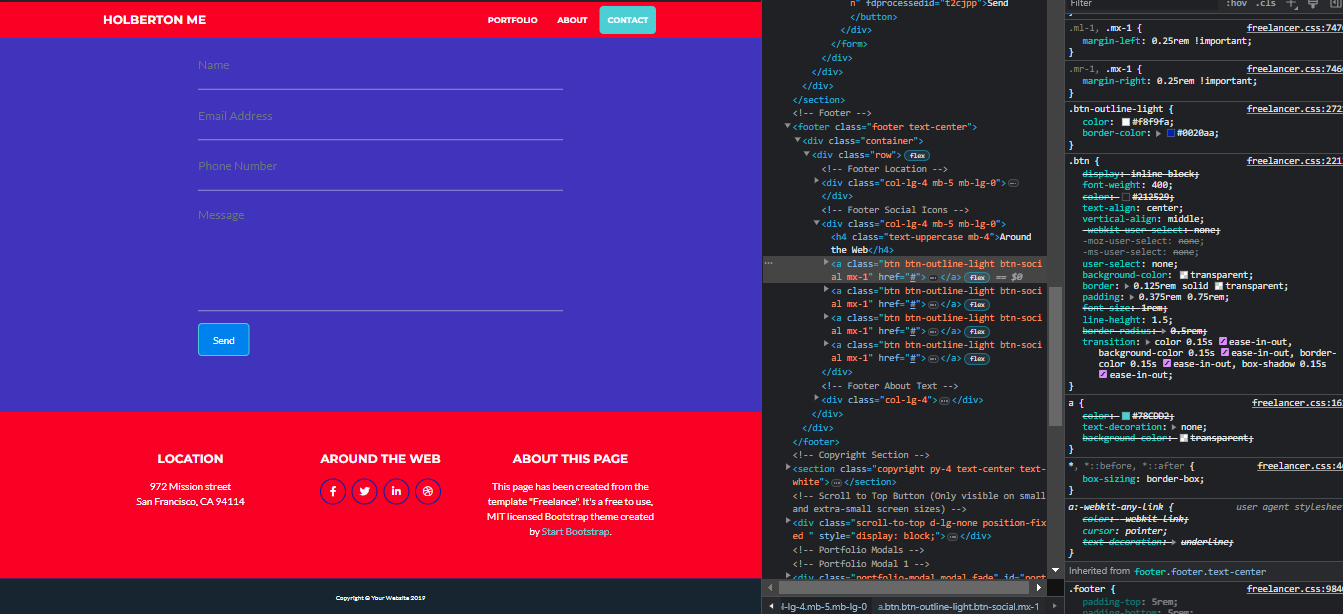 HOLBERTON ME
PORTFOLIO
ABOUT
CONTACT
Name
Email Address
Phone Number
Message
Send
LOCATION
972 Mission street
San Francisco, CA 94114
AROUND THE WEB
ABOUT THIS PAGE
This page has been created from the
template "Freelance". It's a free to use,
MIT licensed Bootstrap theme created
by Start Bootstrap.
Copyright © Your Website 2019
n" fdprocessedid="t2cjpp">Send
</button>
</div>
</form>
</div>
</div>
</div>
</section>
<!-- Footer -->
<footer class="footer text-center">
<div class="container">
<div class="row"> flex
<!-- Footer Location -->
<div class="col-lg-4 mb-5 mb-lg-0"> ⋯
</div>
<!-- Footer Social Icons -->
<div class="col-lg-4 mb-5 mb-lg-0">
<h4 class="text-uppercase mb-4">Around
the Web</h4>
<a class="btn btn-outline-light btn-soci
al mx-1" href="#"> ⋯ </a> flex == $0
<a class="btn btn-outline-light btn-soci
al mx-1" href="#"> ⋯ </a> flex
<a class="btn btn-outline-light btn-soci
al mx-1" href="#"> ⋯ </a> flex
<a class="btn btn-outline-light btn-soci
al mx-1" href="#"> ⋯ </a> flex
</div>
<!-- Footer About Text -->
<div class="col-lg-4"> ⋯ </div>
</div>
</div>
</footer>
<!-- Copyright Section -->
<section class="copyright py-4 text-center text-
white"> ⋯ </section>
<!-- Scroll to Top Button (Only visible on small
and extra-small screen sizes) -->
<div class="scroll-to-top d-lg-none position-fix
ed " style="display: block;"> ⋯ </div>
<!-- Portfolio Modals -->
<!-- Portfolio Modal 1 -->
<div class="portfolio-modal modal fade" id="port
l-lg-4.mb-5.mb-lg-0 a.btn.btn-outline-light.btn-social.mx-1
Filter :hov .cls
}
.ml-1, .mx-1 { freelancer.css:747
margin-left: 0.25rem !important;
}
.mr-1, .mx-1 { freelancer.css:746
margin-right: 0.25rem !important;
}
.btn-outline-light { freelancer.css:272
color: #f8f9fa;
border-color: #0020aa;
}
.btn { freelancer.css:221
display: inline-block;
font-weight: 400;
color: #212529;
text-align: center;
vertical-align: middle;
-webkit-user-select: none;
-moz-user-select: none;
-ms-user-select: none;
user-select: none;
background-color: transparent;
border: 0.125rem solid transparent;
padding: 0.375rem 0.75rem;
font-size: 1rem;
line-height: 1.5;
border-radius: 0.5rem;
transition: color 0.15s ease-in-out,
background-color 0.15s ease-in-out, border-
color 0.15s ease-in-out, box-shadow 0.15s
ease-in-out;
}
a { freelancer.css:16
color: #78CDD2;
text-decoration: none;
background-color: transparent;
}
*, *::before, *::after { freelancer.css:4
box-sizing: border-box;
}
a:-webkit-any-link { user agent styleshee
color: -webkit-link;
cursor: pointer;
text-decoration: underline;
}
Inherited from footer.footer.text-center
.footer { freelancer.css:984
padding-top: 5rem;
padding-bottom: 5rem;